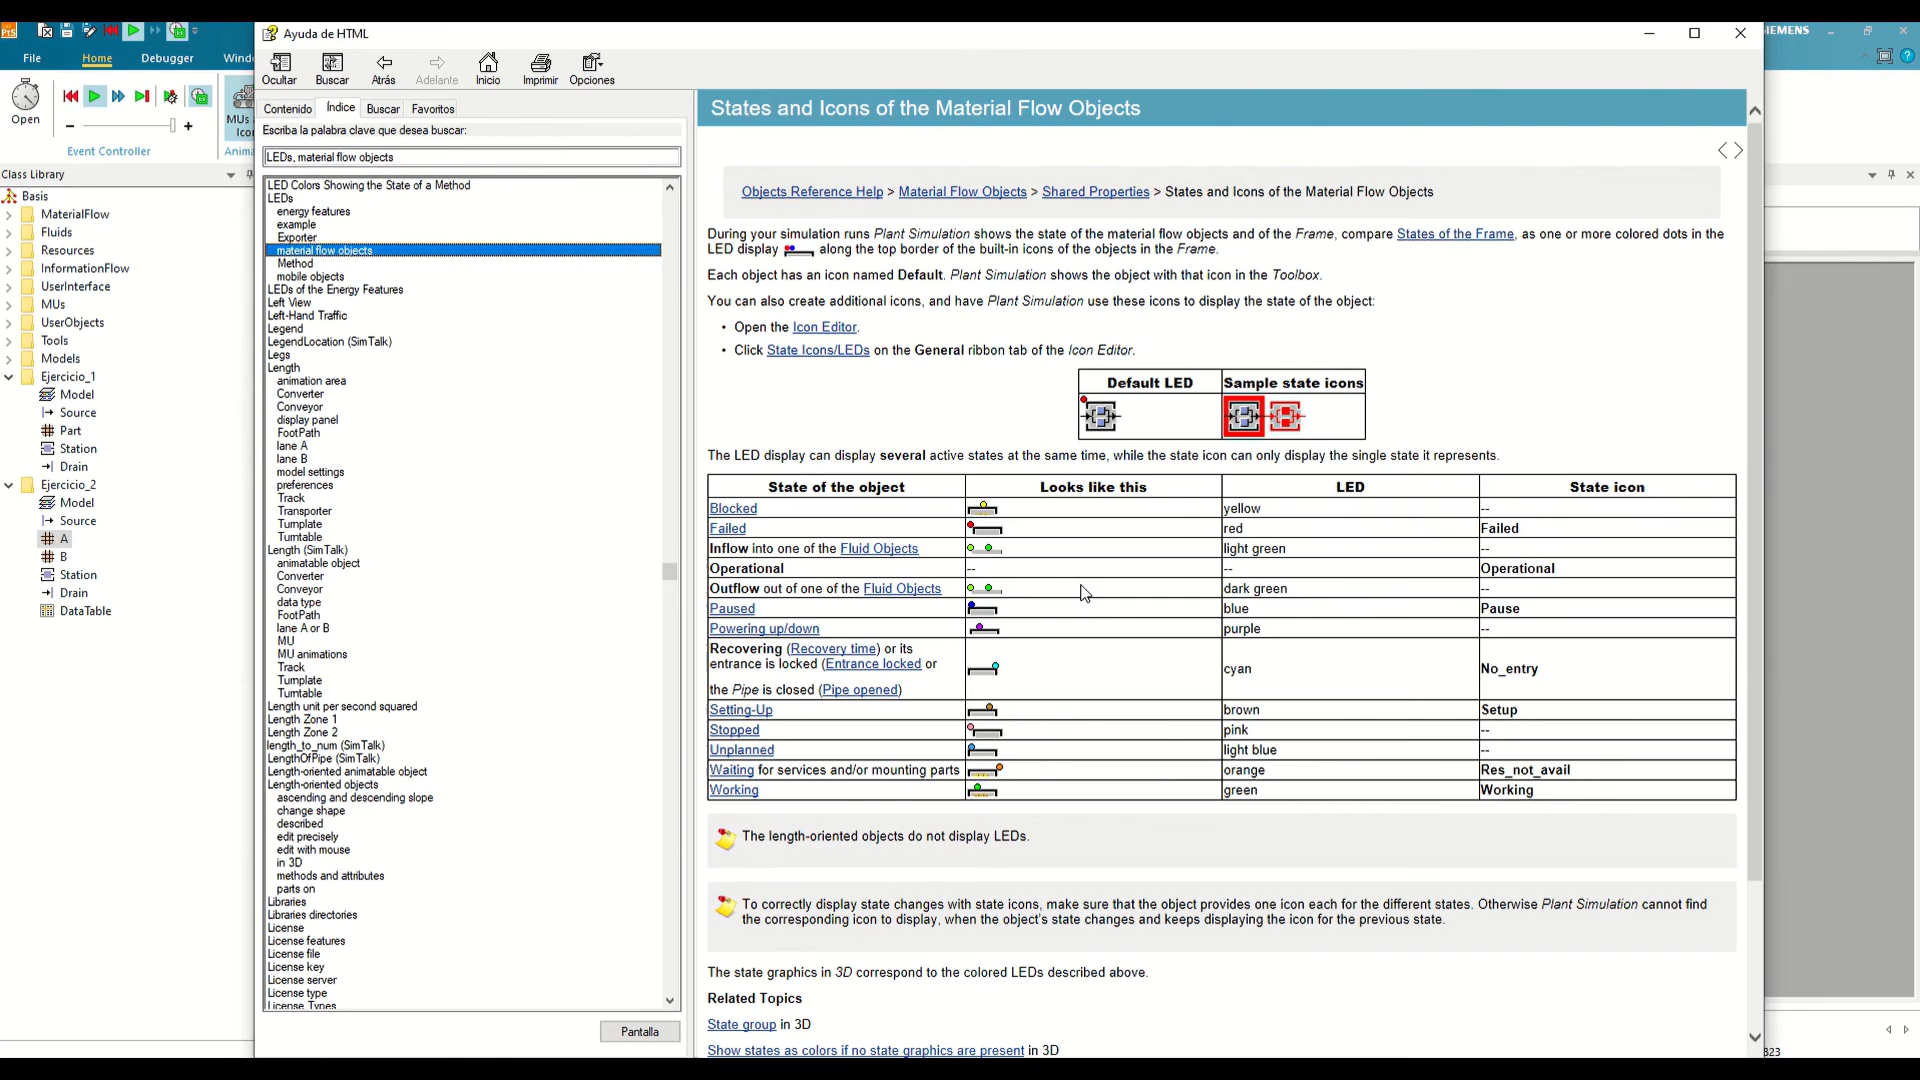 Ayuda de HTML
SIEMENS
File
Home
Debugger
Wind
Open
Event Controller
MUs
Ico
Anima
Class Library
Basis
MaterialFlow
Fluids
Resources
InformationFlow
UserInterface
MUs
UserObjects
Tools
Models
Ejercicio_1
Model
Source
Part
Station
Drain
Ejercicio_2
Model
Source
A
B
Station
Drain
DataTable
Ocultar
Buscar
Atrás
Adelante
Inicio
Imprimir
Opciones
Contenido
Índice
Buscar
Favoritos
Escriba la palabra clave que desea buscar:
LEDs, material flow objects
LED Colors Showing the State of a Method
LEDs
energy features
example
Exporter
material flow objects
Method
mobile objects
LEDs of the Energy Features
Left View
Left-Hand Traffic
Legend
LegendLocation (SimTalk)
Legs
Length
animation area
Converter
Conveyor
display panel
FootPath
lane A
lane B
model settings
preferences
Track
Transporter
Turnplate
Turntable
Length (SimTalk)
animatable object
Converter
Conveyor
data type
FootPath
lane A or B
MU
MU animations
Track
Turnplate
Turntable
Length unit per second squared
Length Zone 1
Length Zone 2
length_to_num (SimTalk)
LengthOfPipe (SimTalk)
Length-oriented animatable object
Length-oriented objects
ascending and descending slope
change shape
described
edit precisely
edit with mouse
in 3D
methods and attributes
parts on
Libraries
Libraries directories
License
License features
License file
License key
License server
License type
License Types
Pantalla
States and Icons of the Material Flow Objects
Objects Reference Help > Material Flow Objects > Shared Properties > States and Icons of the Material Flow Objects
During your simulation runs Plant Simulation shows the state of the material flow objects and of the Frame, compare States of the Frame, as one or more colored dots in the
LED display along the top border of the built-in icons of the objects in the Frame.
Each object has an icon named Default. Plant Simulation shows the object with that icon in the Toolbox.
You can also create additional icons, and have Plant Simulation use these icons to display the state of the object:
• Open the Icon Editor.
• Click State Icons/LEDs on the General ribbon tab of the Icon Editor.
Default LED Sample state icons
The LED display can display several active states at the same time, while the state icon can only display the single state it represents.
State of the object Looks like this LED State icon
Blocked yellow --
Failed red Failed
Inflow into one of the Fluid Objects light green --
Operational -- -- Operational
Outflow out of one of the Fluid Objects dark green --
Paused blue Pause
Powering up/down purple --
Recovering (Recovery time) or its
entrance is locked (Entrance locked or
the Pipe is closed (Pipe opened)
cyan No_entry
Setting-Up brown Setup
Stopped pink --
Unplanned light blue --
Waiting for services and/or mounting parts orange Res_not_avail
Working green Working
The length-oriented objects do not display LEDs.
To correctly display state changes with state icons, make sure that the object provides one icon each for the different states. Otherwise Plant Simulation cannot find
the corresponding icon to display, when the object's state changes and keeps displaying the icon for the previous state.
The state graphics in 3D correspond to the colored LEDs described above.
Related Topics
State group in 3D
Show states as colors if no state graphics are present in 3D
823